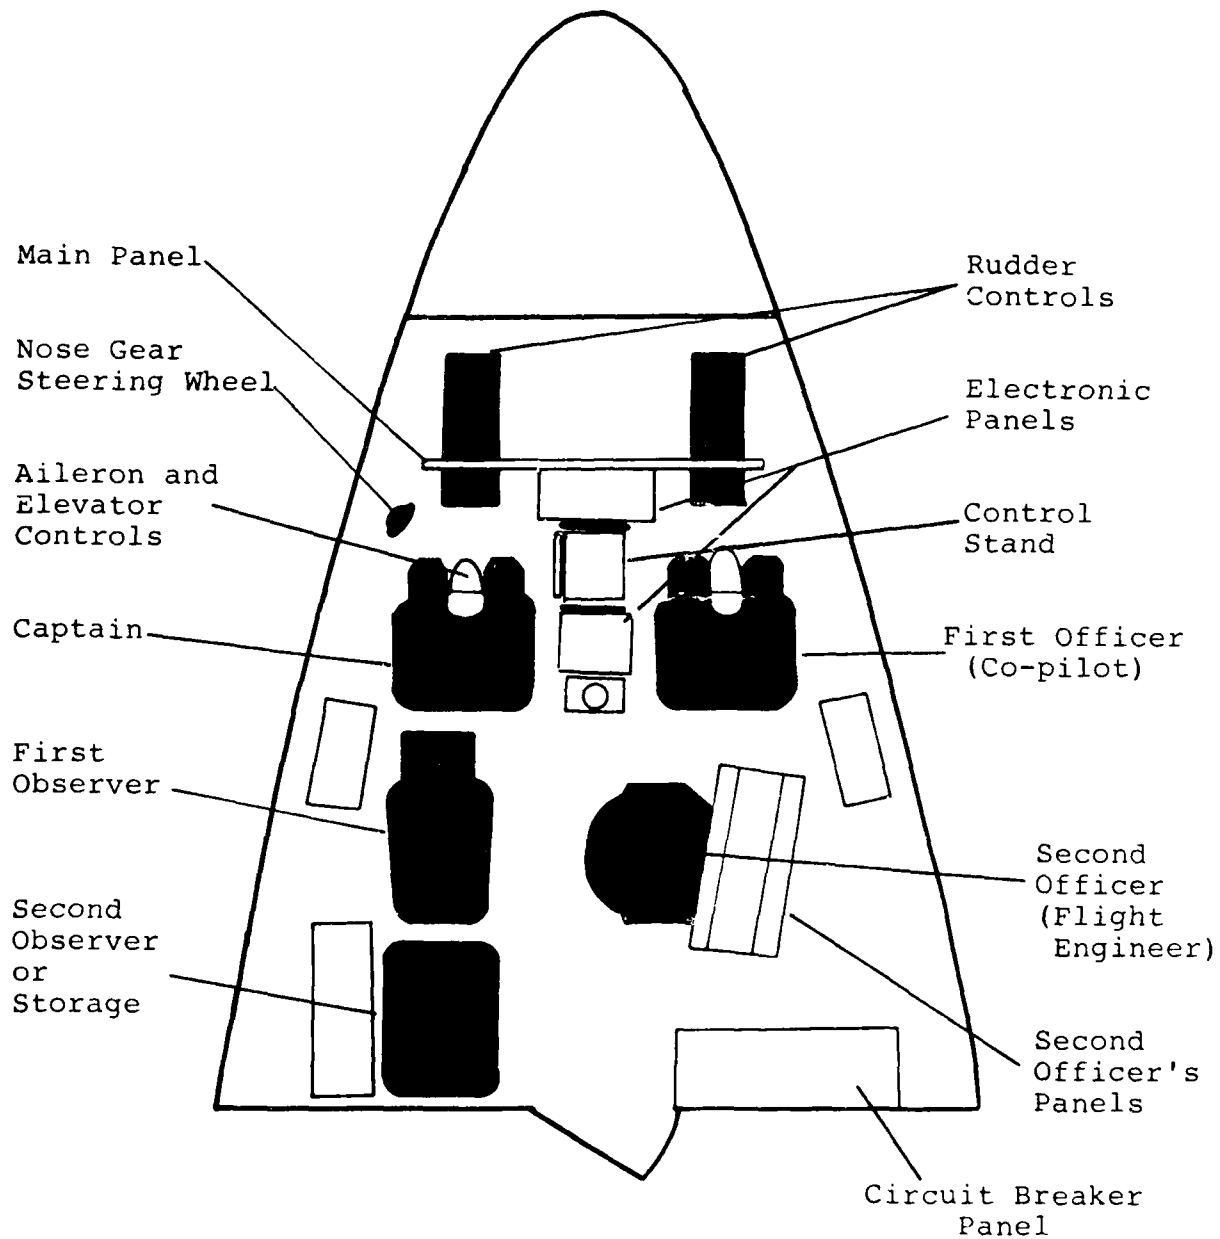 Main Panel
Nose Gear
Steering Wheel
Aileron and
Elevator
Controls
Captain
First
Observer
Second
Observer
or
Storage
Rudder
Controls
Electronic
Panels
Control
Stand
First Officer
(Co-pilot)
Second
Officer
(Flight
Engineer)
Second
Officer's
Panels
Circuit Breaker
Panel